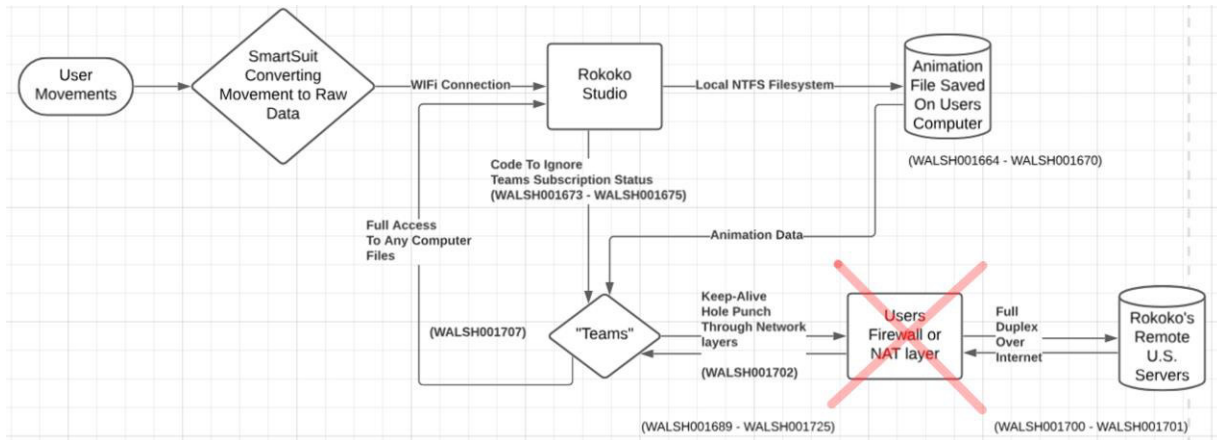 User
Movements
SmartSuit
Converting
Movement to Raw
Data
WIFi Connection
Rokoko
Studio
Local NTFS Filesystem
Animation
File Saved
On Users
Computer
(WALSH001664 - WALSH001670)
Code To Ignore
Teams Subscription Status
(WALSH001673 - WALSH001675)
Full Access
To Any Computer
Files
Animation Data
(WALSH001707)
"Teams"
Keep-Alive
Hole Punch
Through Network
layers
(WALSH001702)
Users
Firewall or
NAT layer
Full
Duplex
Over
Internet
Rokoko's
Remote
U.S.
Servers
(WALSH001689 - WALSH001725)
(WALSH001700 - WALSH001701)